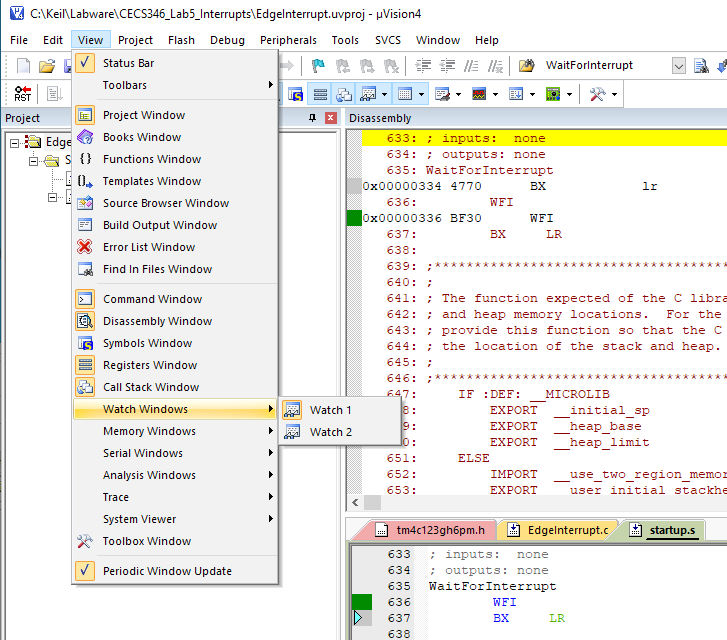 C:\Keil\Labware\CECS346_Lab5_Interrupts\EdgeInterrupt.uvproj - µVision4
File Edit View Project Flash Debug Peripherals Tools SVCS Window Help
WaitForInterrupt
RST
Project
Edge
S
Status Bar
Toolbars
Project Window
Books Window
Functions Window
Templates Window
Source Browser Window
Build Output Window
Error List Window
Find In Files Window
Command Window
Disassembly Window
Symbols Window
Registers Window
Call Stack Window
Watch Windows
Memory Windows
Serial Windows
Analysis Windows
Trace
System Viewer
Toolbox Window
Periodic Window Update
Watch 1
Watch 2
Disassembly
633: ; inputs: none
634: ; outputs: none
635: WaitForInterrupt
0x00000334 4770 BX lr
636: WFI
0x00000336 BF30 WFI
637: BX LR
638:
639: ;**************************************
640: ;
641: ; The function expected of the C libra
642: ; and heap memory locations. For the
643: ; provide this function so that the C
644: ; the location of the stack and heap.
645: ;
646: ;**************************************
647: IF :DEF: __MICROLIB
8: EXPORT __initial_sp
9: EXPORT __heap_base
0: EXPORT __heap_limit
651: ELSE
652: IMPORT __use_two_region_memor
653: EXPORT __user_initial_stackhe
tm4c123gh6pm.h EdgeInterrupt.c startup.s
633 ; inputs: none
634 ; outputs: none
635 WaitForInterrupt
636 WFI
637 BX LR
638